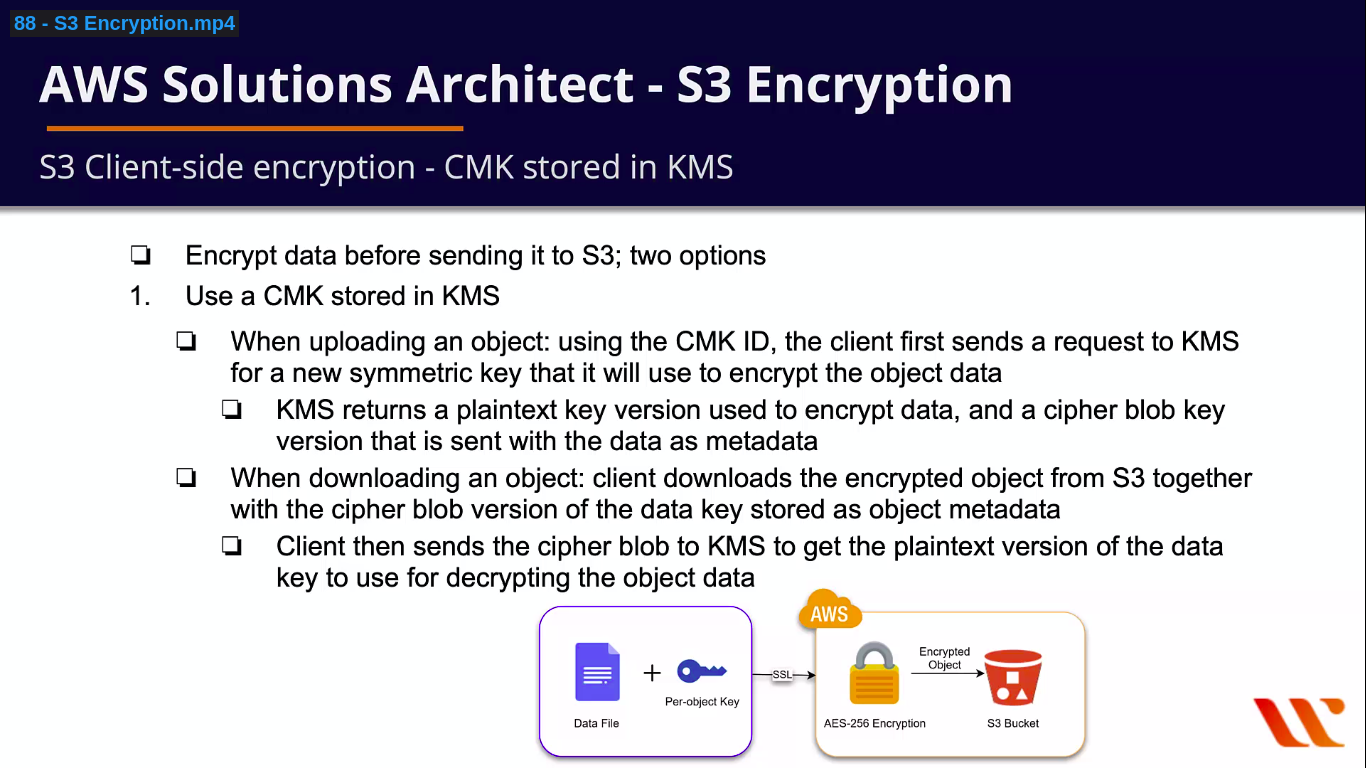 88 - S3 Encryption.mp4
AWS Solutions Architect - S3 Encryption
S3 Client-side encryption - CMK stored in KMS
❏ Encrypt data before sending it to S3; two options
1. Use a CMK stored in KMS
❏ When uploading an object: using the CMK ID, the client first sends a request to KMS
for a new symmetric key that it will use to encrypt the object data
❏ KMS returns a plaintext key version used to encrypt data, and a cipher blob key
version that is sent with the data as metadata
❏ When downloading an object: client downloads the encrypted object from S3 together
with the cipher blob version of the data key stored as object metadata
❏ Client then sends the cipher blob to KMS to get the plaintext version of the data
key to use for decrypting the object data
Data File
+
Per-object Key
SSL
AWS
AES-256 Encryption
Encrypted
Object
S3 Bucket